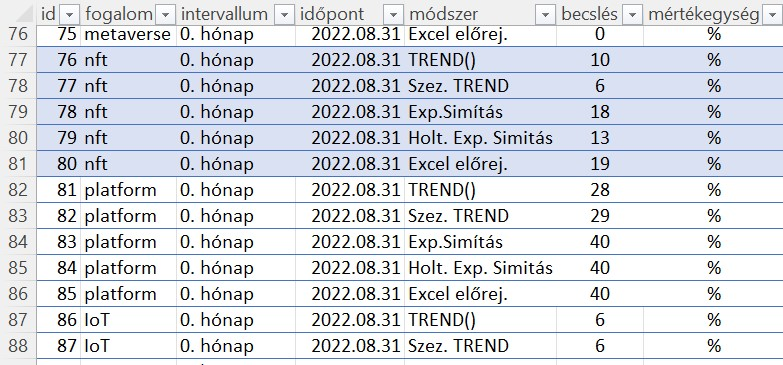 id fogalom intervallum időpont módszer becslés mértékegység
76 75 metaverse 0. hónap 2022.08.31 Excel előrej. 0 %
77 76 nft 0. hónap 2022.08.31 TREND() 10 %
78 77 nft 0. hónap 2022.08.31 Szez. TREND 6 %
79 78 nft 0. hónap 2022.08.31 Exp.Simítás 18 %
80 79 nft 0. hónap 2022.08.31 Holt. Exp. Simitás 13 %
81 80 nft 0. hónap 2022.08.31 Excel előrej. 19 %
82 81 platform 0. hónap 2022.08.31 TREND() 28 %
83 82 platform 0. hónap 2022.08.31 Szez. TREND 29 %
84 83 platform 0. hónap 2022.08.31 Exp.Simítás 40 %
85 84 platform 0. hónap 2022.08.31 Holt. Exp. Simitás 40 %
86 85 platform 0. hónap 2022.08.31 Excel előrej. 40 %
87 86 IoT 0. hónap 2022.08.31 TREND() 6 %
88 87 IoT 0. hónap 2022.08.31 Szez. TREND 6 %